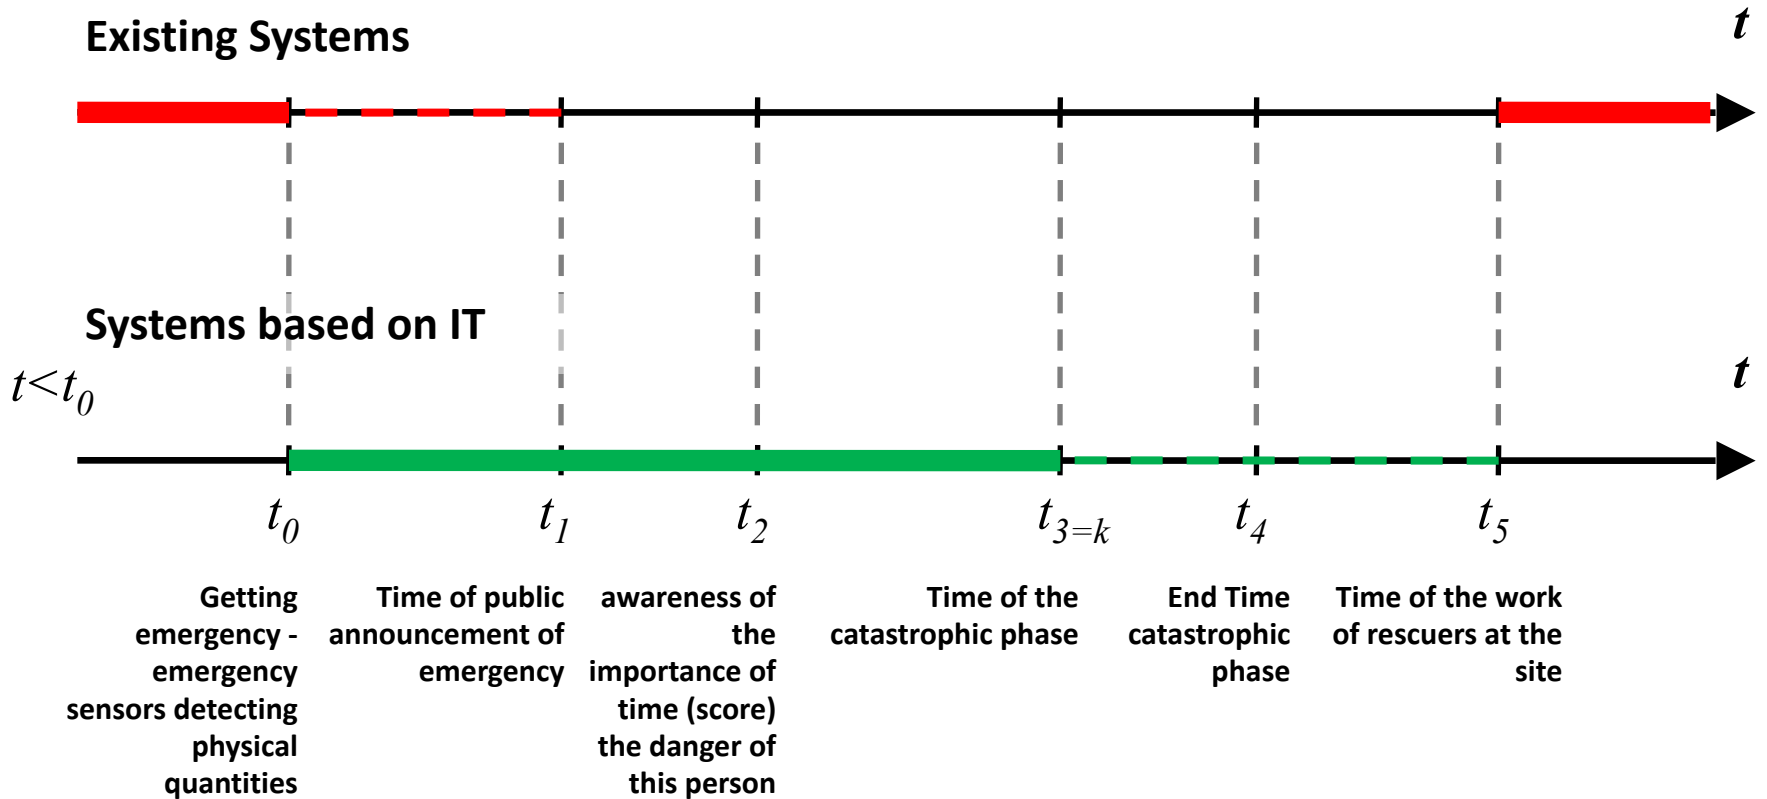 Existing Systems
t
Systems based on IT
t<t0
t
t0
t1
t2
t3=k
t4
t5
Getting
emergency -
emergency
sensors detecting
physical
quantities
Time of public
announcement of
emergency
awareness of
the
importance of
time (score)
the danger of
this person
Time of the
catastrophic phase
End Time
catastrophic
phase
Time of the work
of rescuers at the
site